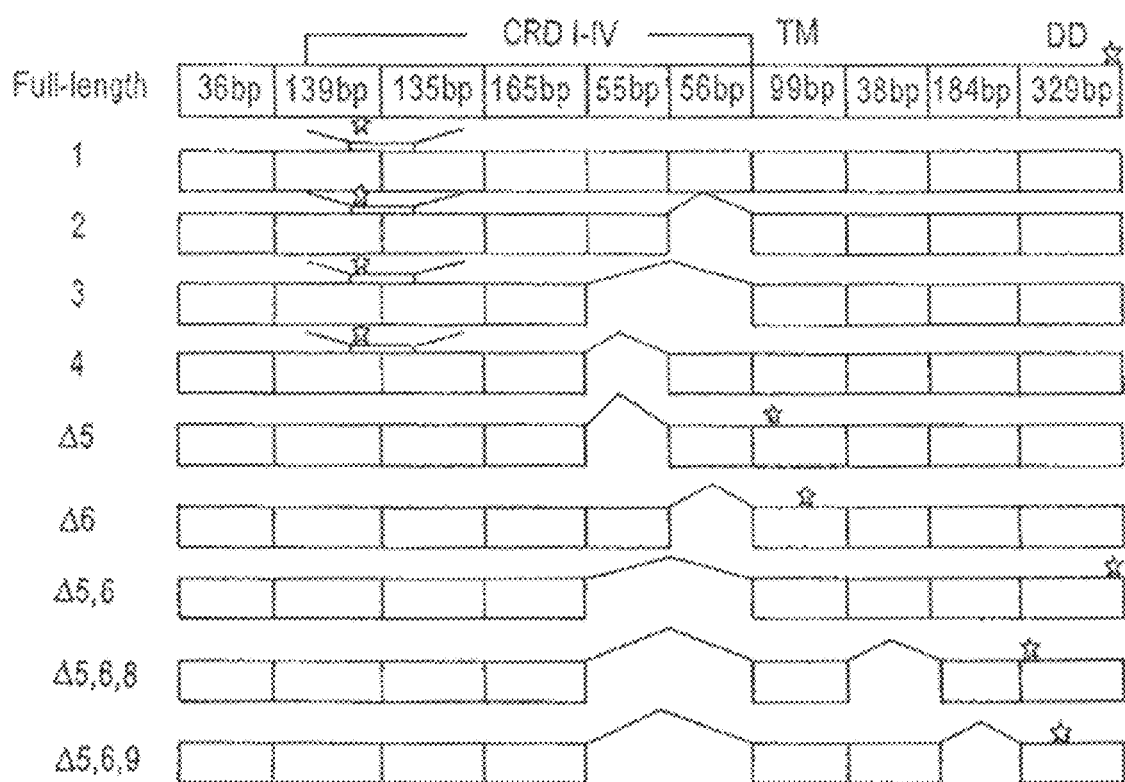 CRD I-IV TM DD
Full-length 36bp 139bp 135bp 165bp 55bp 56bp 99bp 38bp 184bp 329bp
1
2
3
4
Δ5
Δ6
Δ5,6
Δ5,6,8
Δ5,6,9